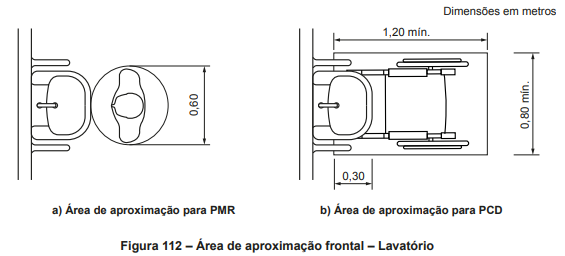 Dimensões em metros
1,20 mín.
0,60
0,80 mín.
0,30
a) Área de aproximação para PMR
b) Área de aproximação para PCD
Figura 112 – Área de aproximação frontal – Lavatório